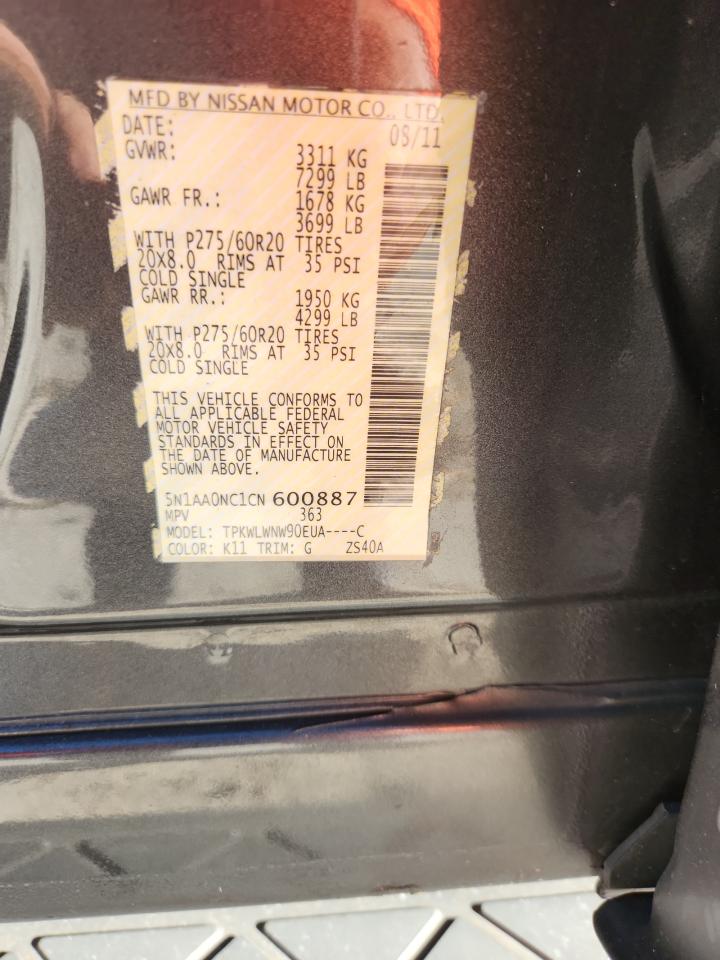 MFD BY NISSAN MOTOR CO., LTD.
DATE: 08/11
GVWR: 3311 KG
7299 LB
GAWR FR.: 1678 KG
3699 LB
WITH P275/60R20 TIRES
20X8.0 RIMS AT 35 PSI
COLD SINGLE
GAWR RR.: 1950 KG
4299 LB
WITH P275/60R20 TIRES
20X8.0 RIMS AT 35 PSI
COLD SINGLE
THIS VEHICLE CONFORMS TO
ALL APPLICABLE FEDERAL
MOTOR VEHICLE SAFETY
STANDARDS IN EFFECT ON
THE DATE OF MANUFACTURE
SHOWN ABOVE.
5N1AA0NC1CN 600887
MPV 363
MODEL: TPKWLWNW90EUA----C
COLOR: K11 TRIM: G ZS40A